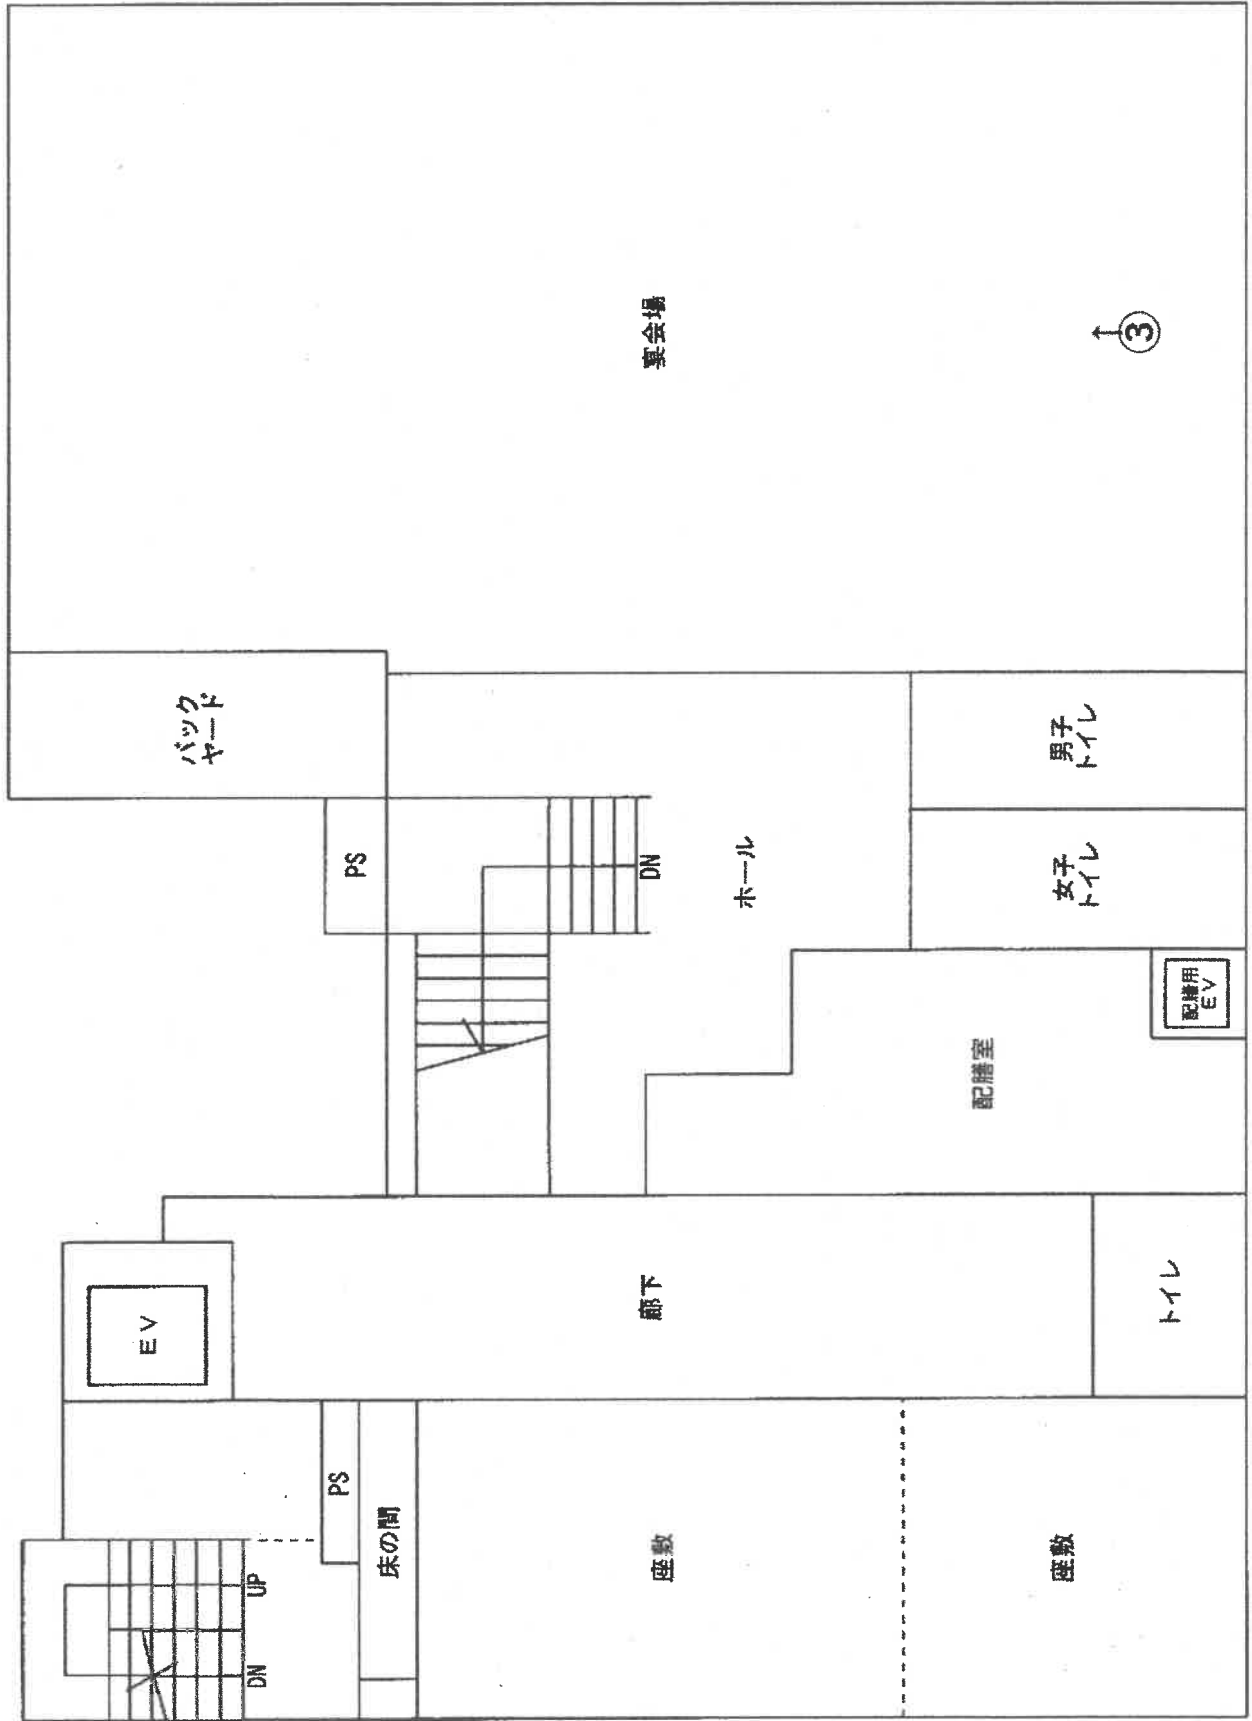 宴会場
③
バック
ヤード
PS
DN
ホール
男子
トイレ
女子
トイレ
配膳用
EV
配膳室
EV
廊下
トイレ
PS
床の間
座敷
座敷
UP
DN